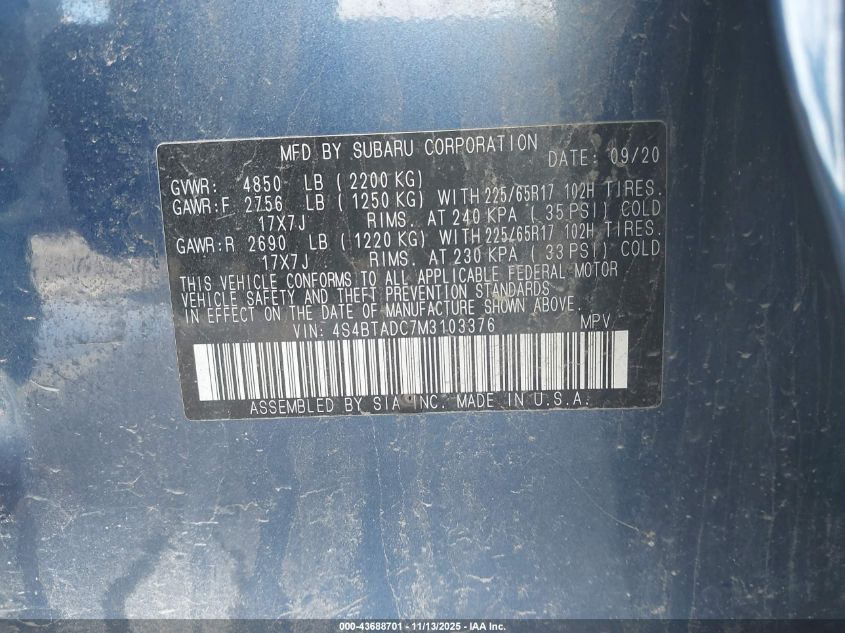 MFD BY SUBARU CORPORATION DATE: 09/20
GVWR: 4850 LB ( 2200 KG)
GAWR:F 2756 LB ( 1250 KG) WITH 225/65R17 102H TIRES.
17X7J RIMS. AT 240 KPA ( 35 PSI) COLD
GAWR:R 2690 LB ( 1220 KG) WITH 225/65R17 102H TIRES.
17X7J RIMS. AT 230 KPA ( 33 PSI) COLD
THIS VEHICLE CONFORMS TO ALL APPLICABLE FEDERAL MOTOR
VEHICLE SAFETY AND THEFT PREVENTION STANDARDS
IN EFFECT ON THE DATE OF MANUFACTURE SHOWN ABOVE.
VIN: 4S4BTADC7M3103376 MPV
ASSEMBLED BY SIA, INC. MADE IN U.S.A.
000-43688701 - 11/13/2025 - IAA Inc.